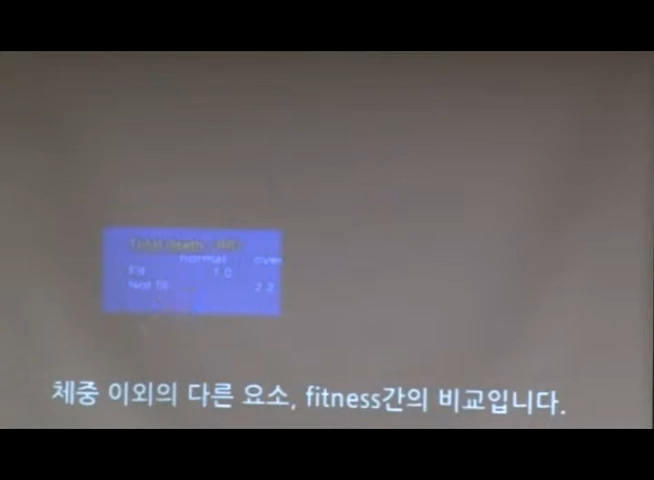 Total death
normal over
Fit 1.0
Not fit 2.2
체중 이외의 다른 요소, fitness간의 비교입니다.